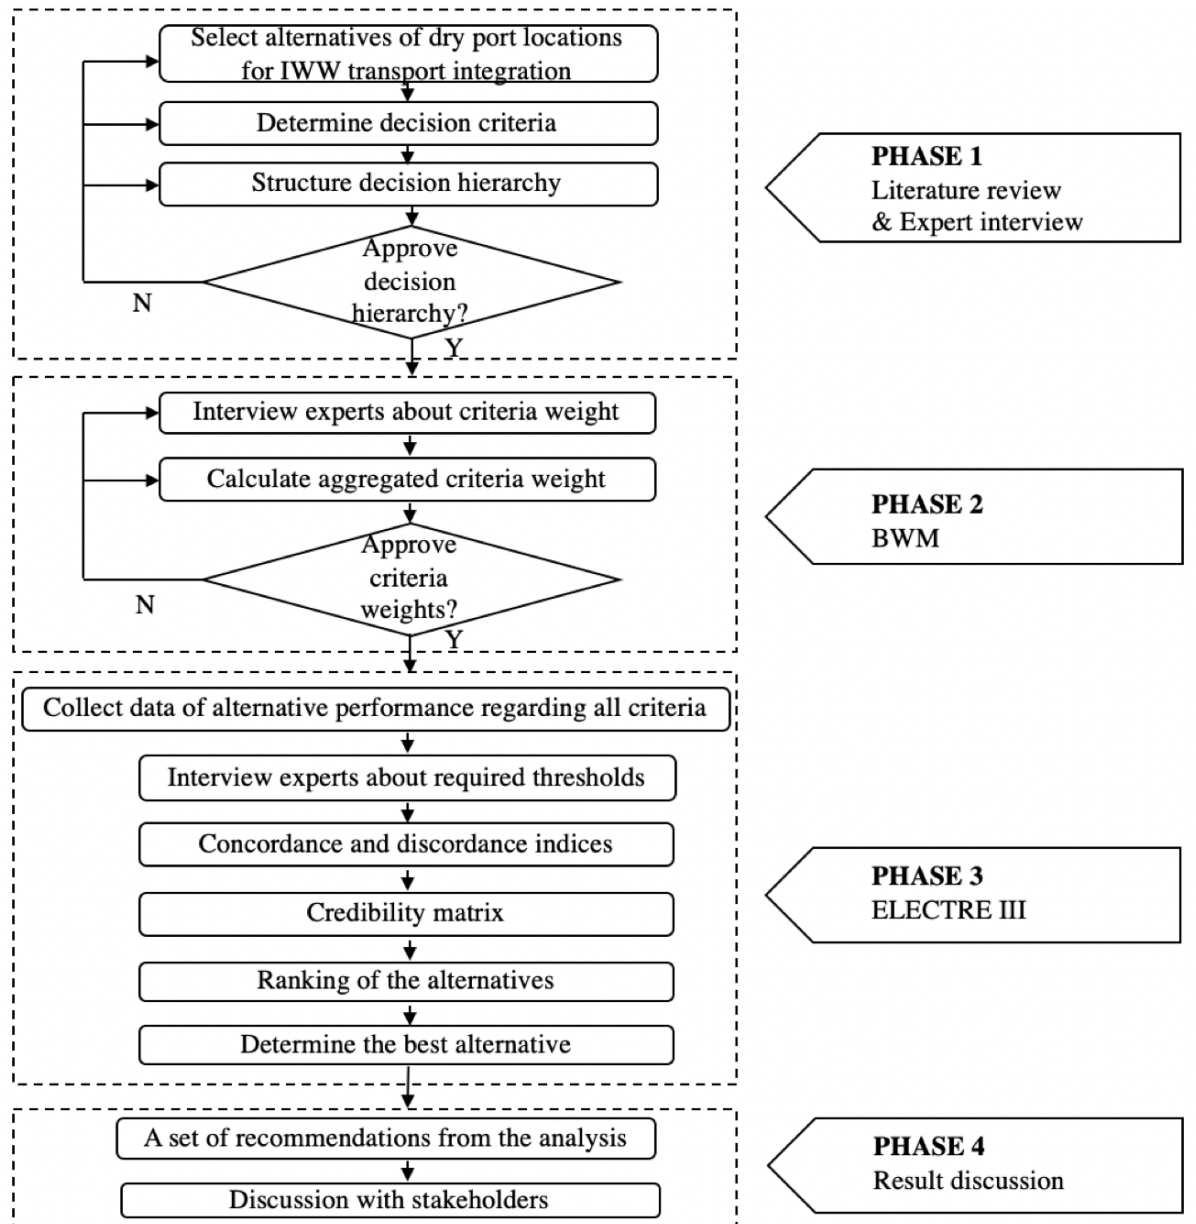 Select alternatives of dry port locations
for IWW transport integration
Determine decision criteria
Structure decision hierarchy
Approve
decision
hierarchy?
N
Y
PHASE 1
Literature review
& Expert interview
Interview experts about criteria weight
Calculate aggregated criteria weight
Approve
criteria
weights?
N
Y
PHASE 2
BWM
Collect data of alternative performance regarding all criteria
Interview experts about required thresholds
Concordance and discordance indices
Credibility matrix
Ranking of the alternatives
Determine the best alternative
PHASE 3
ELECTRE III
A set of recommendations from the analysis
Discussion with stakeholders
PHASE 4
Result discussion